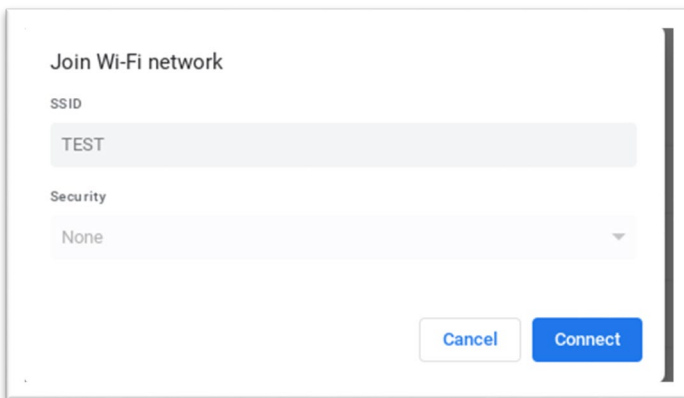 Join Wi-Fi network
SSID
TEST
Security
None
Cancel Connect